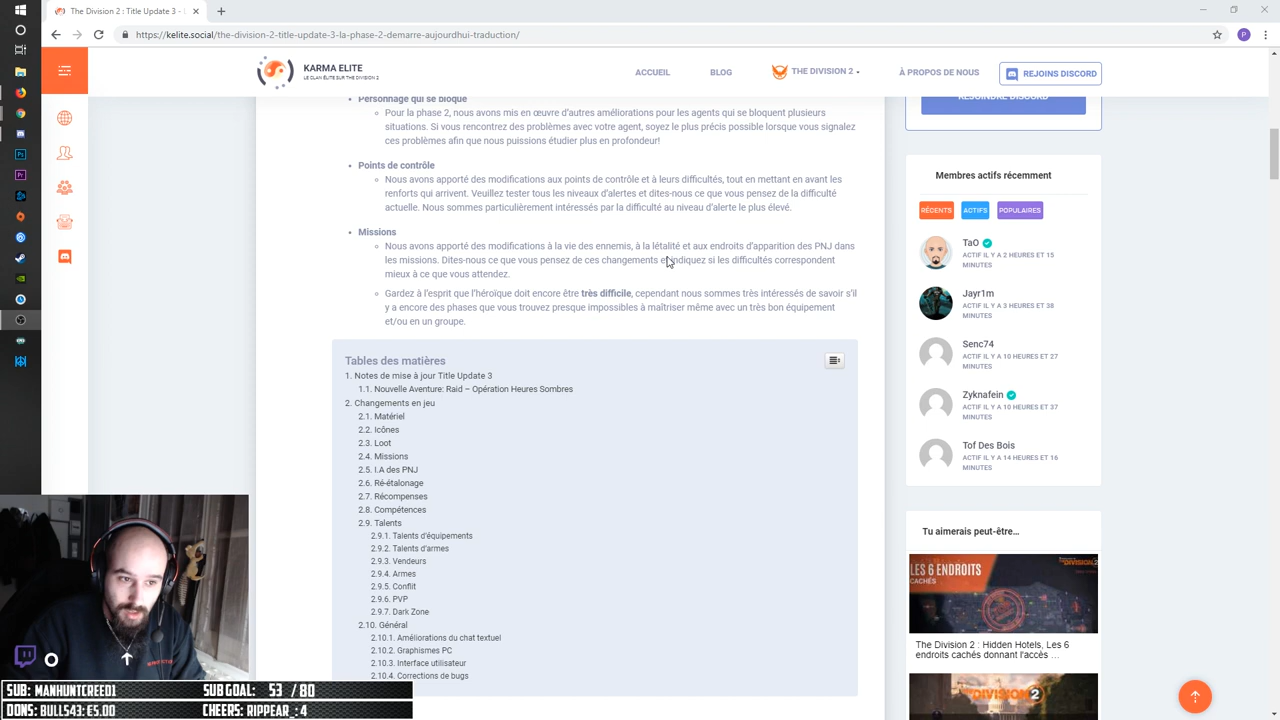 The Division 2 : Title Update 3 - L
https://kelite.social/the-division-2-title-update-3-la-phase-2-demarre-aujourdhui-traduction/
P
KARMA ELITE
LE CLAN ÉLITE SUR THE DIVISION 2
ACCUEIL
BLOG
THE DIVISION 2
À PROPOS DE NOUS
REJOINS DISCORD
Personnage qui se bloque
Pour la phase 2, nous avons mis en œuvre d'autres améliorations pour les agents qui se bloquent plusieurs
situations. Si vous rencontrez des problèmes avec votre agent, soyez le plus précis possible lorsque vous signalez
ces problèmes afin que nous puissions étudier plus en profondeur!
Points de contrôle
Nous avons apporté des modifications aux points de contrôle et à leurs difficultés, tout en mettant en avant les
renforts qui arrivent. Veuillez tester tous les niveaux d'alertes et dites-nous ce que vous pensez de la difficulté
actuelle. Nous sommes particulièrement intéressés par la difficulté au niveau d'alerte le plus élevé.
Missions
Nous avons apporté des modifications à la vie des ennemis, à la létalité et aux endroits d'apparition des PNJ dans
les missions. Dites-nous ce que vous pensez de ces changements et indiquez si les difficultés correspondent
mieux à ce que vous attendez.
Gardez à l'esprit que l'héroïque doit encore être très difficile, cependant nous sommes très intéressés de savoir s'il
y a encore des phases que vous trouvez presque impossibles à maîtriser même avec un très bon équipement
et/ou en un groupe.
Tables des matières
1. Notes de mise à jour Title Update 3
1.1. Nouvelle Aventure: Raid – Opération Heures Sombres
2. Changements en jeu
2.1. Matériel
2.2. Icônes
2.3. Loot
2.4. Missions
2.5. I.A des PNJ
2.6. Ré-étalonage
2.7. Récompenses
2.8. Compétences
2.9. Talents
2.9.1. Talents d'équipements
2.9.2. Talents d'armes
2.9.3. Vendeurs
2.9.4. Armes
2.9.5. Conflit
2.9.6. PVP
2.9.7. Dark Zone
2.10. Général
2.10.1. Améliorations du chat textuel
2.10.2. Graphismes PC
2.10.3. Interface utilisateur
2.10.4. Corrections de bugs
REJOINDRE DISCORD
Membres actifs récemment
RÉCENTS
ACTIFS
POPULAIRES
TaO
ACTIF IL Y A 2 HEURES ET 15
MINUTES
Jayr1m
ACTIF IL Y A 3 HEURES ET 38
MINUTES
Senc74
ACTIF IL Y A 10 HEURES ET 27
MINUTES
Zyknafein
ACTIF IL Y A 10 HEURES ET 37
MINUTES
Tof Des Bois
ACTIF IL Y A 14 HEURES ET 16
MINUTES
Tu aimerais peut-être…
LES 6 ENDROITS
CACHÉS
The Division 2 : Hidden Hotels, Les 6
endroits cachés donnant l'accès …
SUB: MANHUNTCREED1
SUB GOAL: 53 / 80
DONS: BULLS43: €5.00
CHEERS: RIPPEAR_: 4